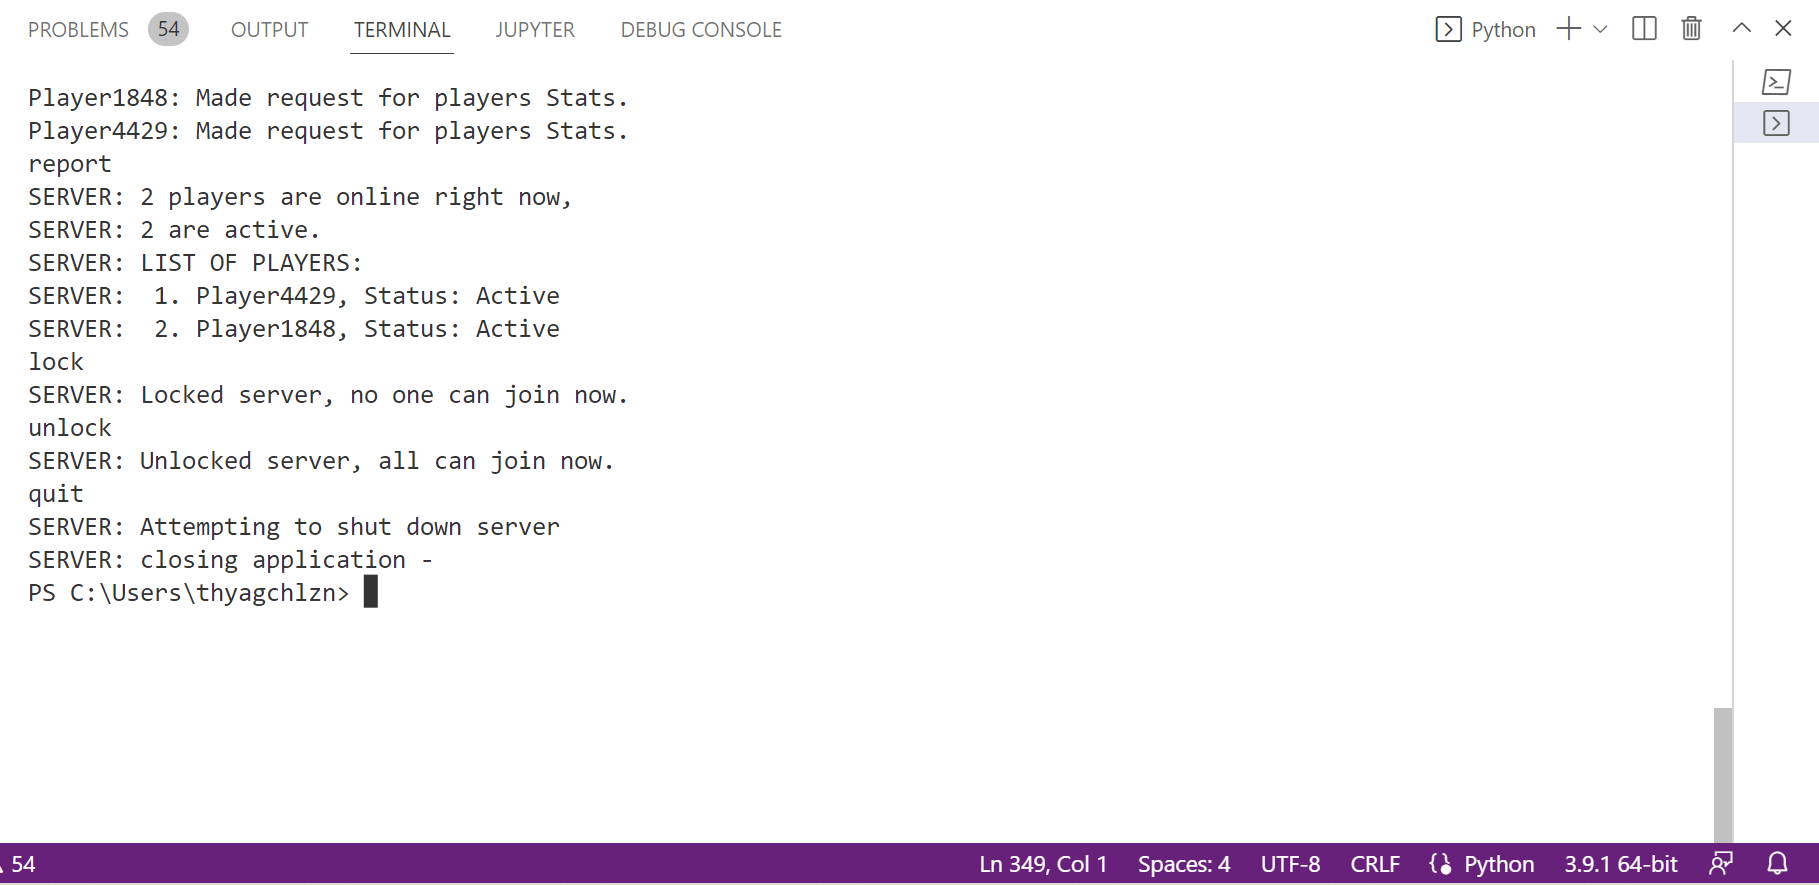 PROBLEMS 54 OUTPUT TERMINAL JUPYTER DEBUG CONSOLE Python
Player1848: Made request for players Stats.
Player4429: Made request for players Stats.
report
SERVER: 2 players are online right now,
SERVER: 2 are active.
SERVER: LIST OF PLAYERS:
SERVER:  1. Player4429, Status: Active
SERVER:  2. Player1848, Status: Active
lock
SERVER: Locked server, no one can join now.
unlock
SERVER: Unlocked server, all can join now.
quit
SERVER: Attempting to shut down server
SERVER: closing application -
PS C:\Users\thyagchlzn>
54 Ln 349, Col 1 Spaces: 4 UTF-8 CRLF Python 3.9.1 64-bit